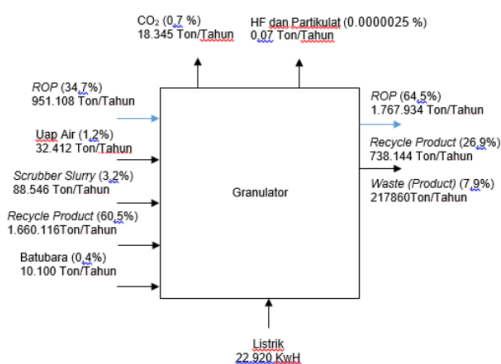 CO₂ (0,7 %)
18.345 Ton/Tahun
HF dan Partikulat (0.0000025 %)
0,07 Ton/Tahun
ROP (34,7%)
951.108 Ton/Tahun
Uap Air (1,2%)
32.412 Ton/Tahun
Scrubber Slurry (3,2%)
88.546 Ton/Tahun
Recycle Product (60,5%)
1.660.116Ton/Tahun
Batubara (0,4%)
10.100 Ton/Tahun
Granulator
ROP (64,5%)
1.767.934 Ton/Tahun
Recycle Product (26,9%)
738.144 Ton/Tahun
Waste (Product) (7,9%)
217860Ton/Tahun
Listrik
22.920 KwH